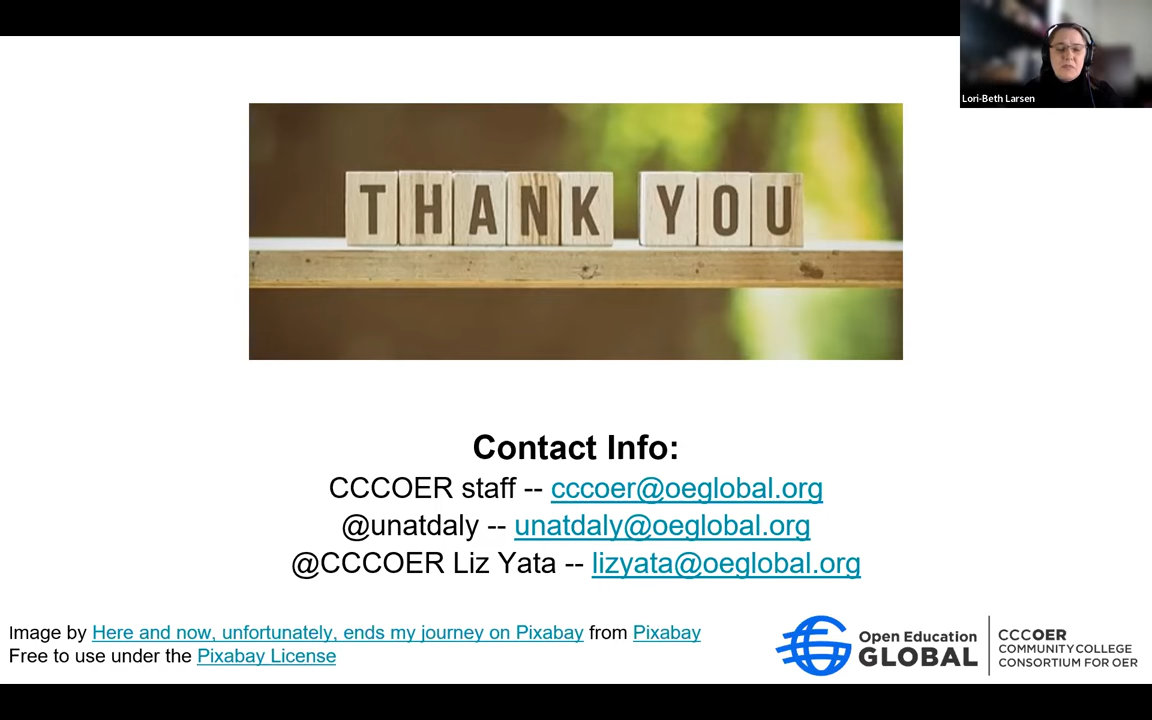 Lori-Beth Larsen
THANK YOU
Contact Info:
CCCOER staff -- cccoer@oeglobal.org
@unatdaly -- unatdaly@oeglobal.org
@CCCOER Liz Yata -- lizyata@oeglobal.org
Image by Here and now, unfortunately, ends my journey on Pixabay from Pixabay
Free to use under the Pixabay License
Open Education
GLOBAL
CCCOER
COMMUNITY COLLEGE
CONSORTIUM FOR OER